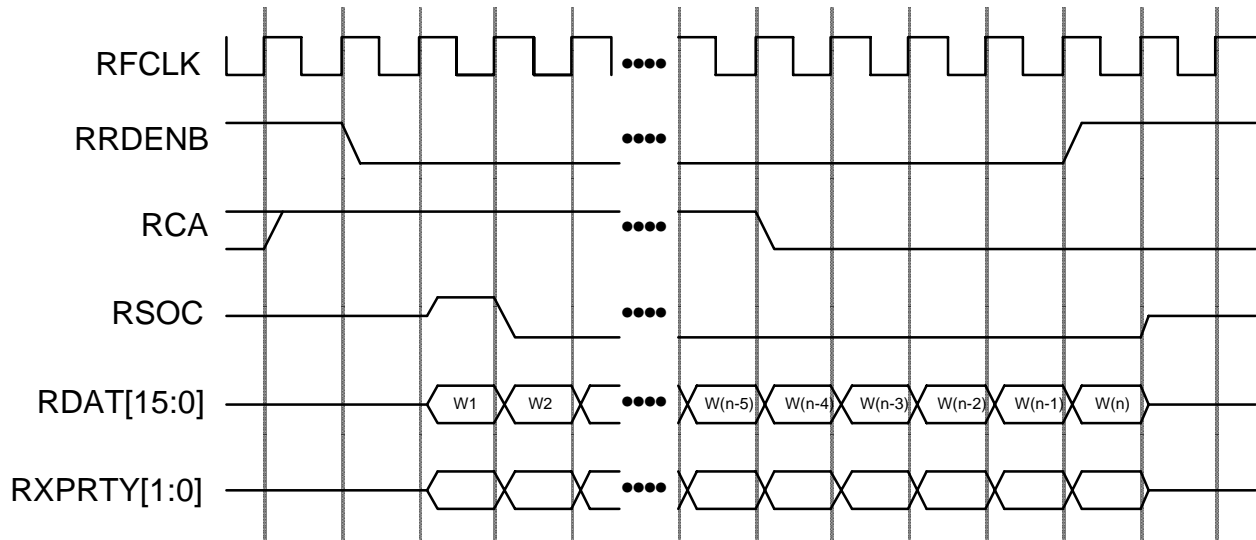 RFCLK
RRDENB
RCA
RSOC
RDAT[15:0]
W1 W2 W(n-5) W(n-4) W(n-3) W(n-2) W(n-1) W(n)
RXPRTY[1:0]